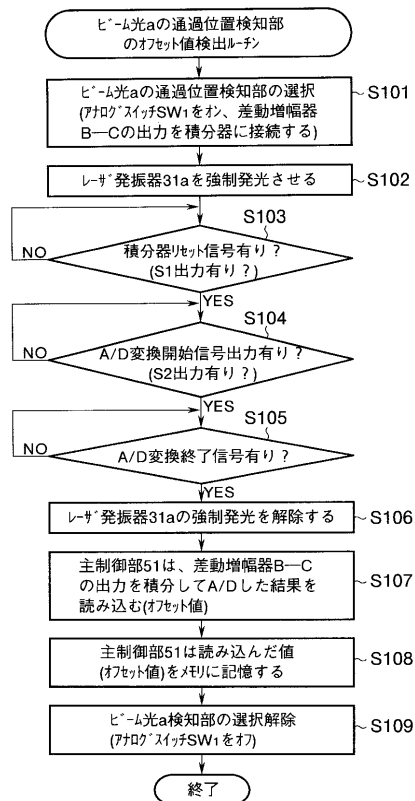 ﾋﾞｰﾑ光aの通過位置検知部
のｵﾌｾｯﾄ値検出ﾙｰﾁﾝ
ﾋﾞｰﾑ光aの通過位置検知部の選択
(ｱﾅﾛｸﾞｽｲｯﾁSW1をオン、差動増幅器
B―Cの出力を積分器に接続する)
S101
ﾚｰｻﾞ発振器31aを強制発光させる
S102
S103
積分器ﾘｾｯﾄ信号有り？
(S1出力有り？)
NO
YES
S104
A/D変換開始信号出力有り？
(S2出力有り？)
NO
YES
S105
A/D変換終了信号有り？
NO
YES
ﾚｰｻﾞ発振器31aの強制発光を解除する
S106
主制御部51は、差動増幅器B―C
の出力を積分してA/Dした結果を
読み込む(ｵﾌｾｯﾄ値)
S107
主制御部51は読み込んだ値
(ｵﾌｾｯﾄ値)をﾒﾓﾘに記憶する
S108
ﾋﾞｰﾑ光a検知部の選択解除
(ｱﾅﾛｸﾞｽｲｯﾁSW1をオフ)
S109
終了